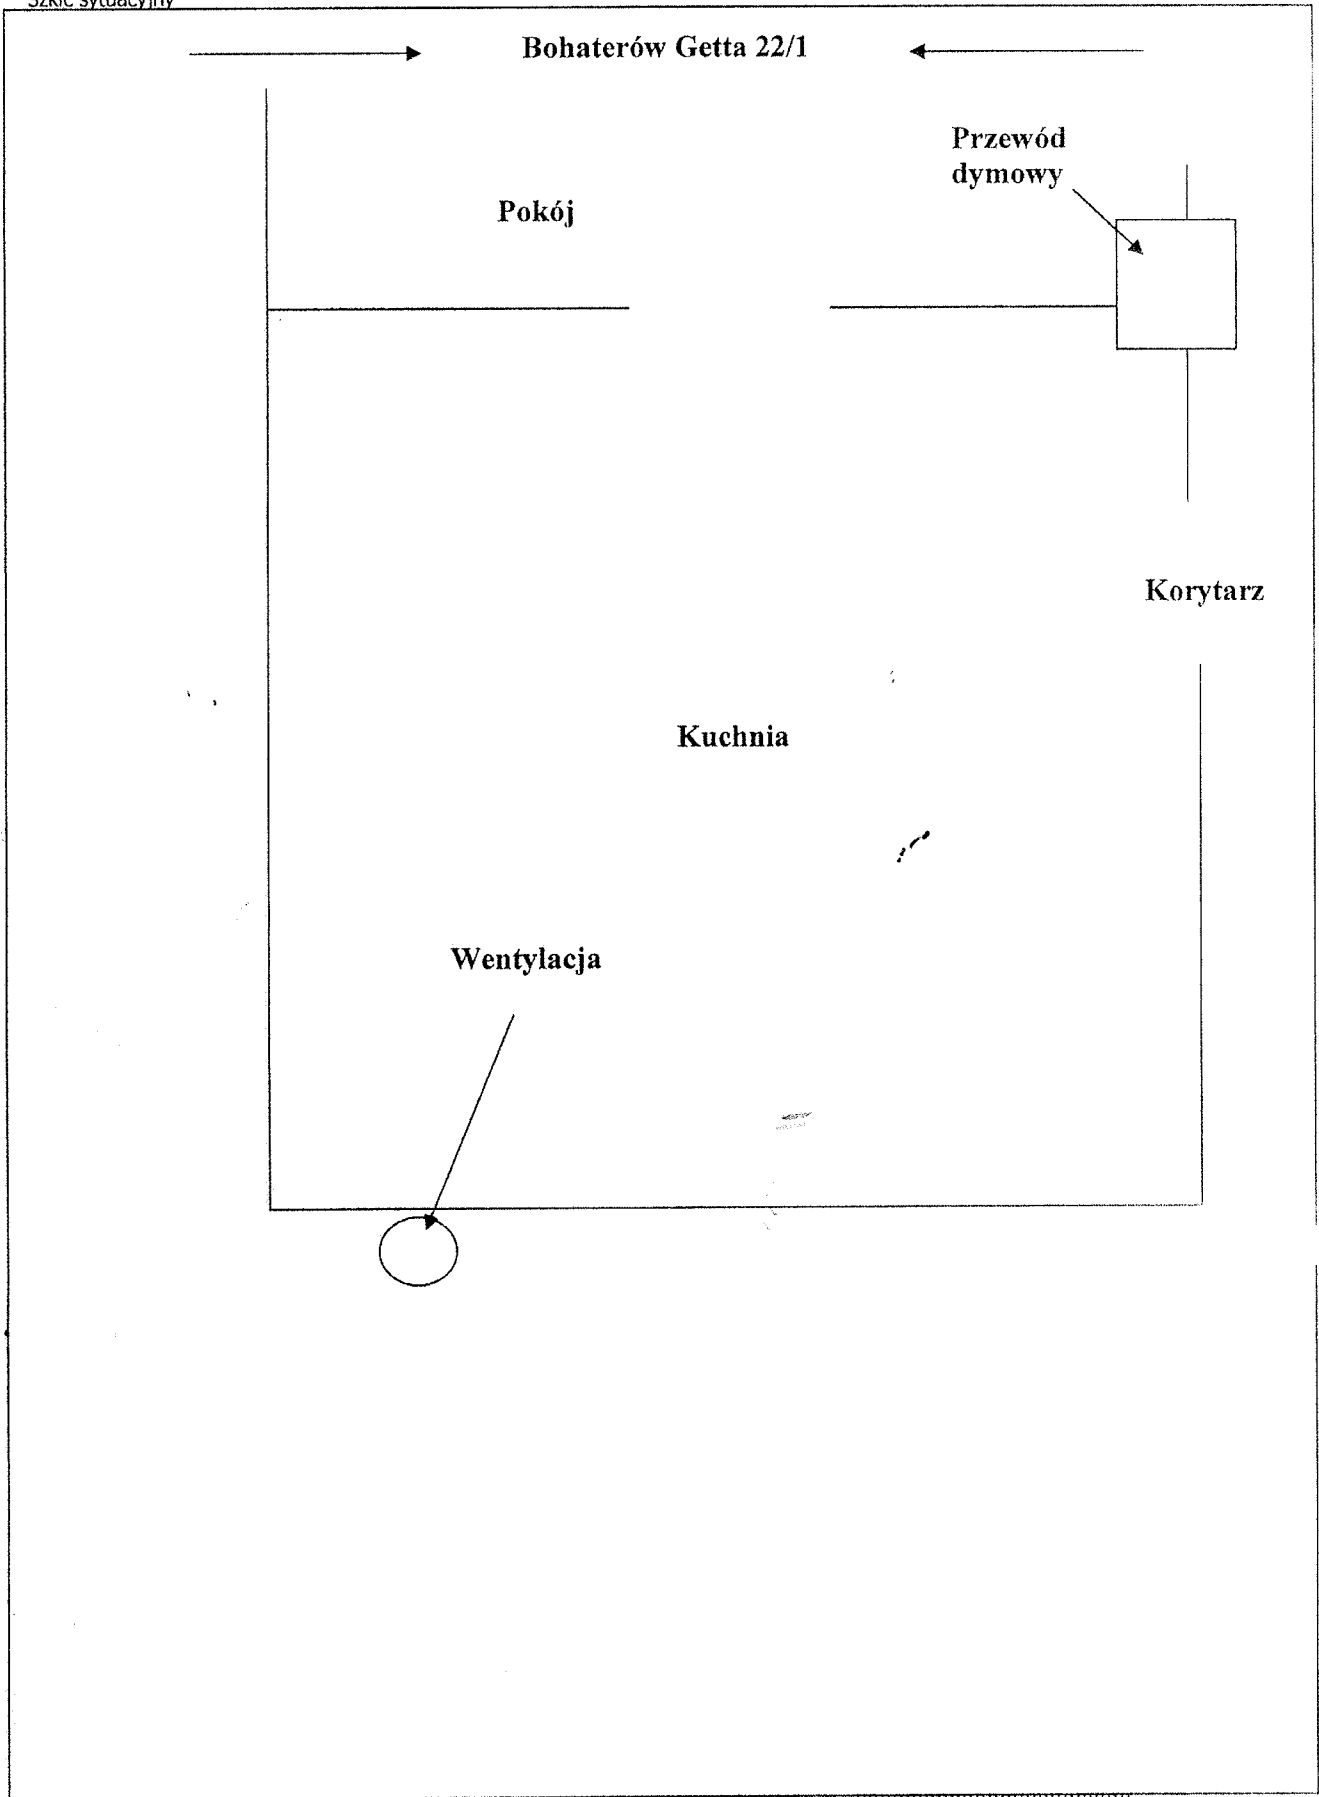 Szkic sytuacyjny
Bohaterów Getta 22/1
Przewód
dymowy
Pokój
Korytarz
Kuchnia
Wentylacja